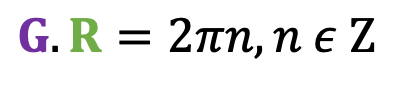 G.R = 2πn, n ϵ Z